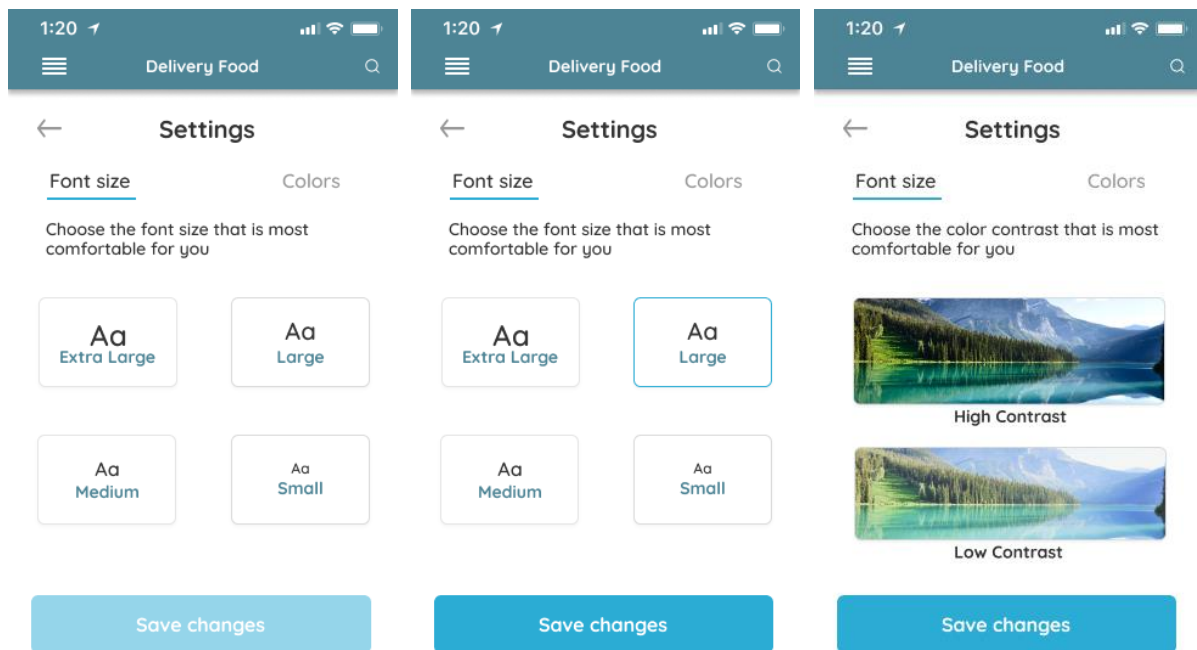 1:20
Delivery Food
Settings
Font size Colors
Choose the font size that is most
comfortable for you
Aa Aa
Extra Large Large
Aa Aa
Medium Small
Save changes
1:20
Delivery Food
Settings
Font size Colors
Choose the font size that is most
comfortable for you
Aa Aa
Extra Large Large
Aa Aa
Medium Small
Save changes
1:20
Delivery Food
Settings
Font size Colors
Choose the color contrast that is most
comfortable for you
High Contrast
Low Contrast
Save changes